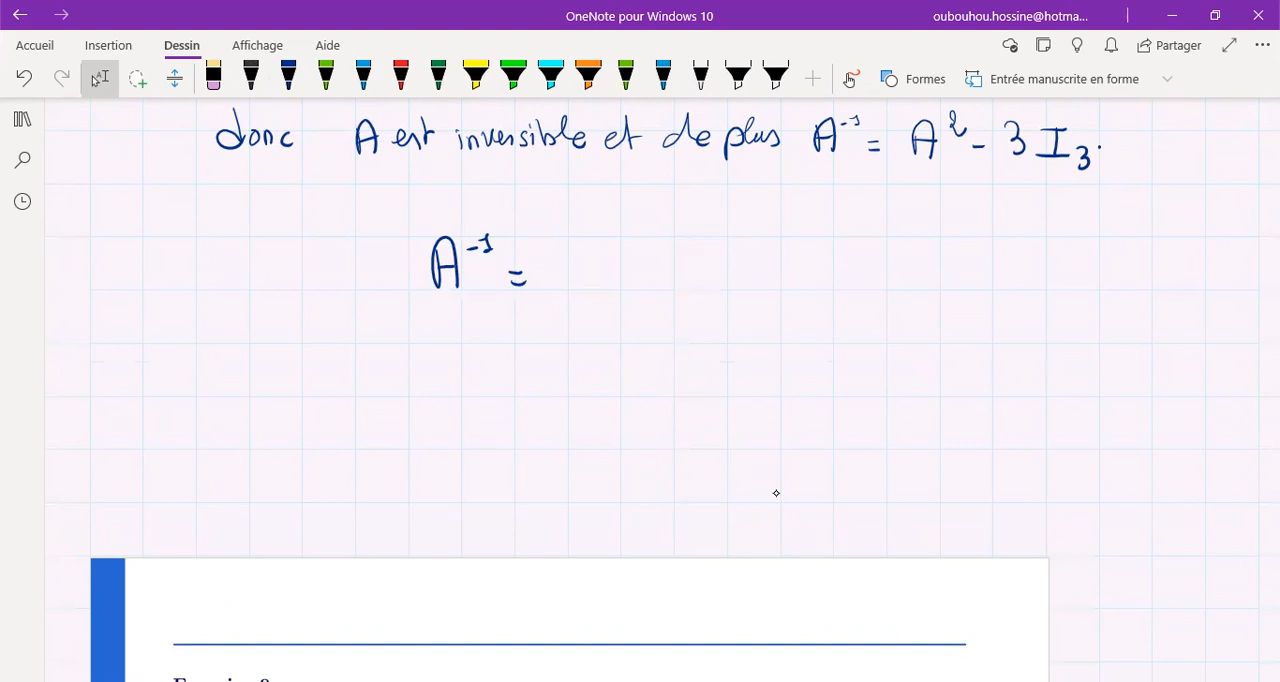 OneNote pour Windows 10
oubouhou.hossine@hotma...
Accueil Insertion Dessin Affichage Aide
Partager
Formes
Entrée manuscrite en forme
donc A est inversible et de plus A⁻¹ = A² - 3 I₃.
A⁻¹ =